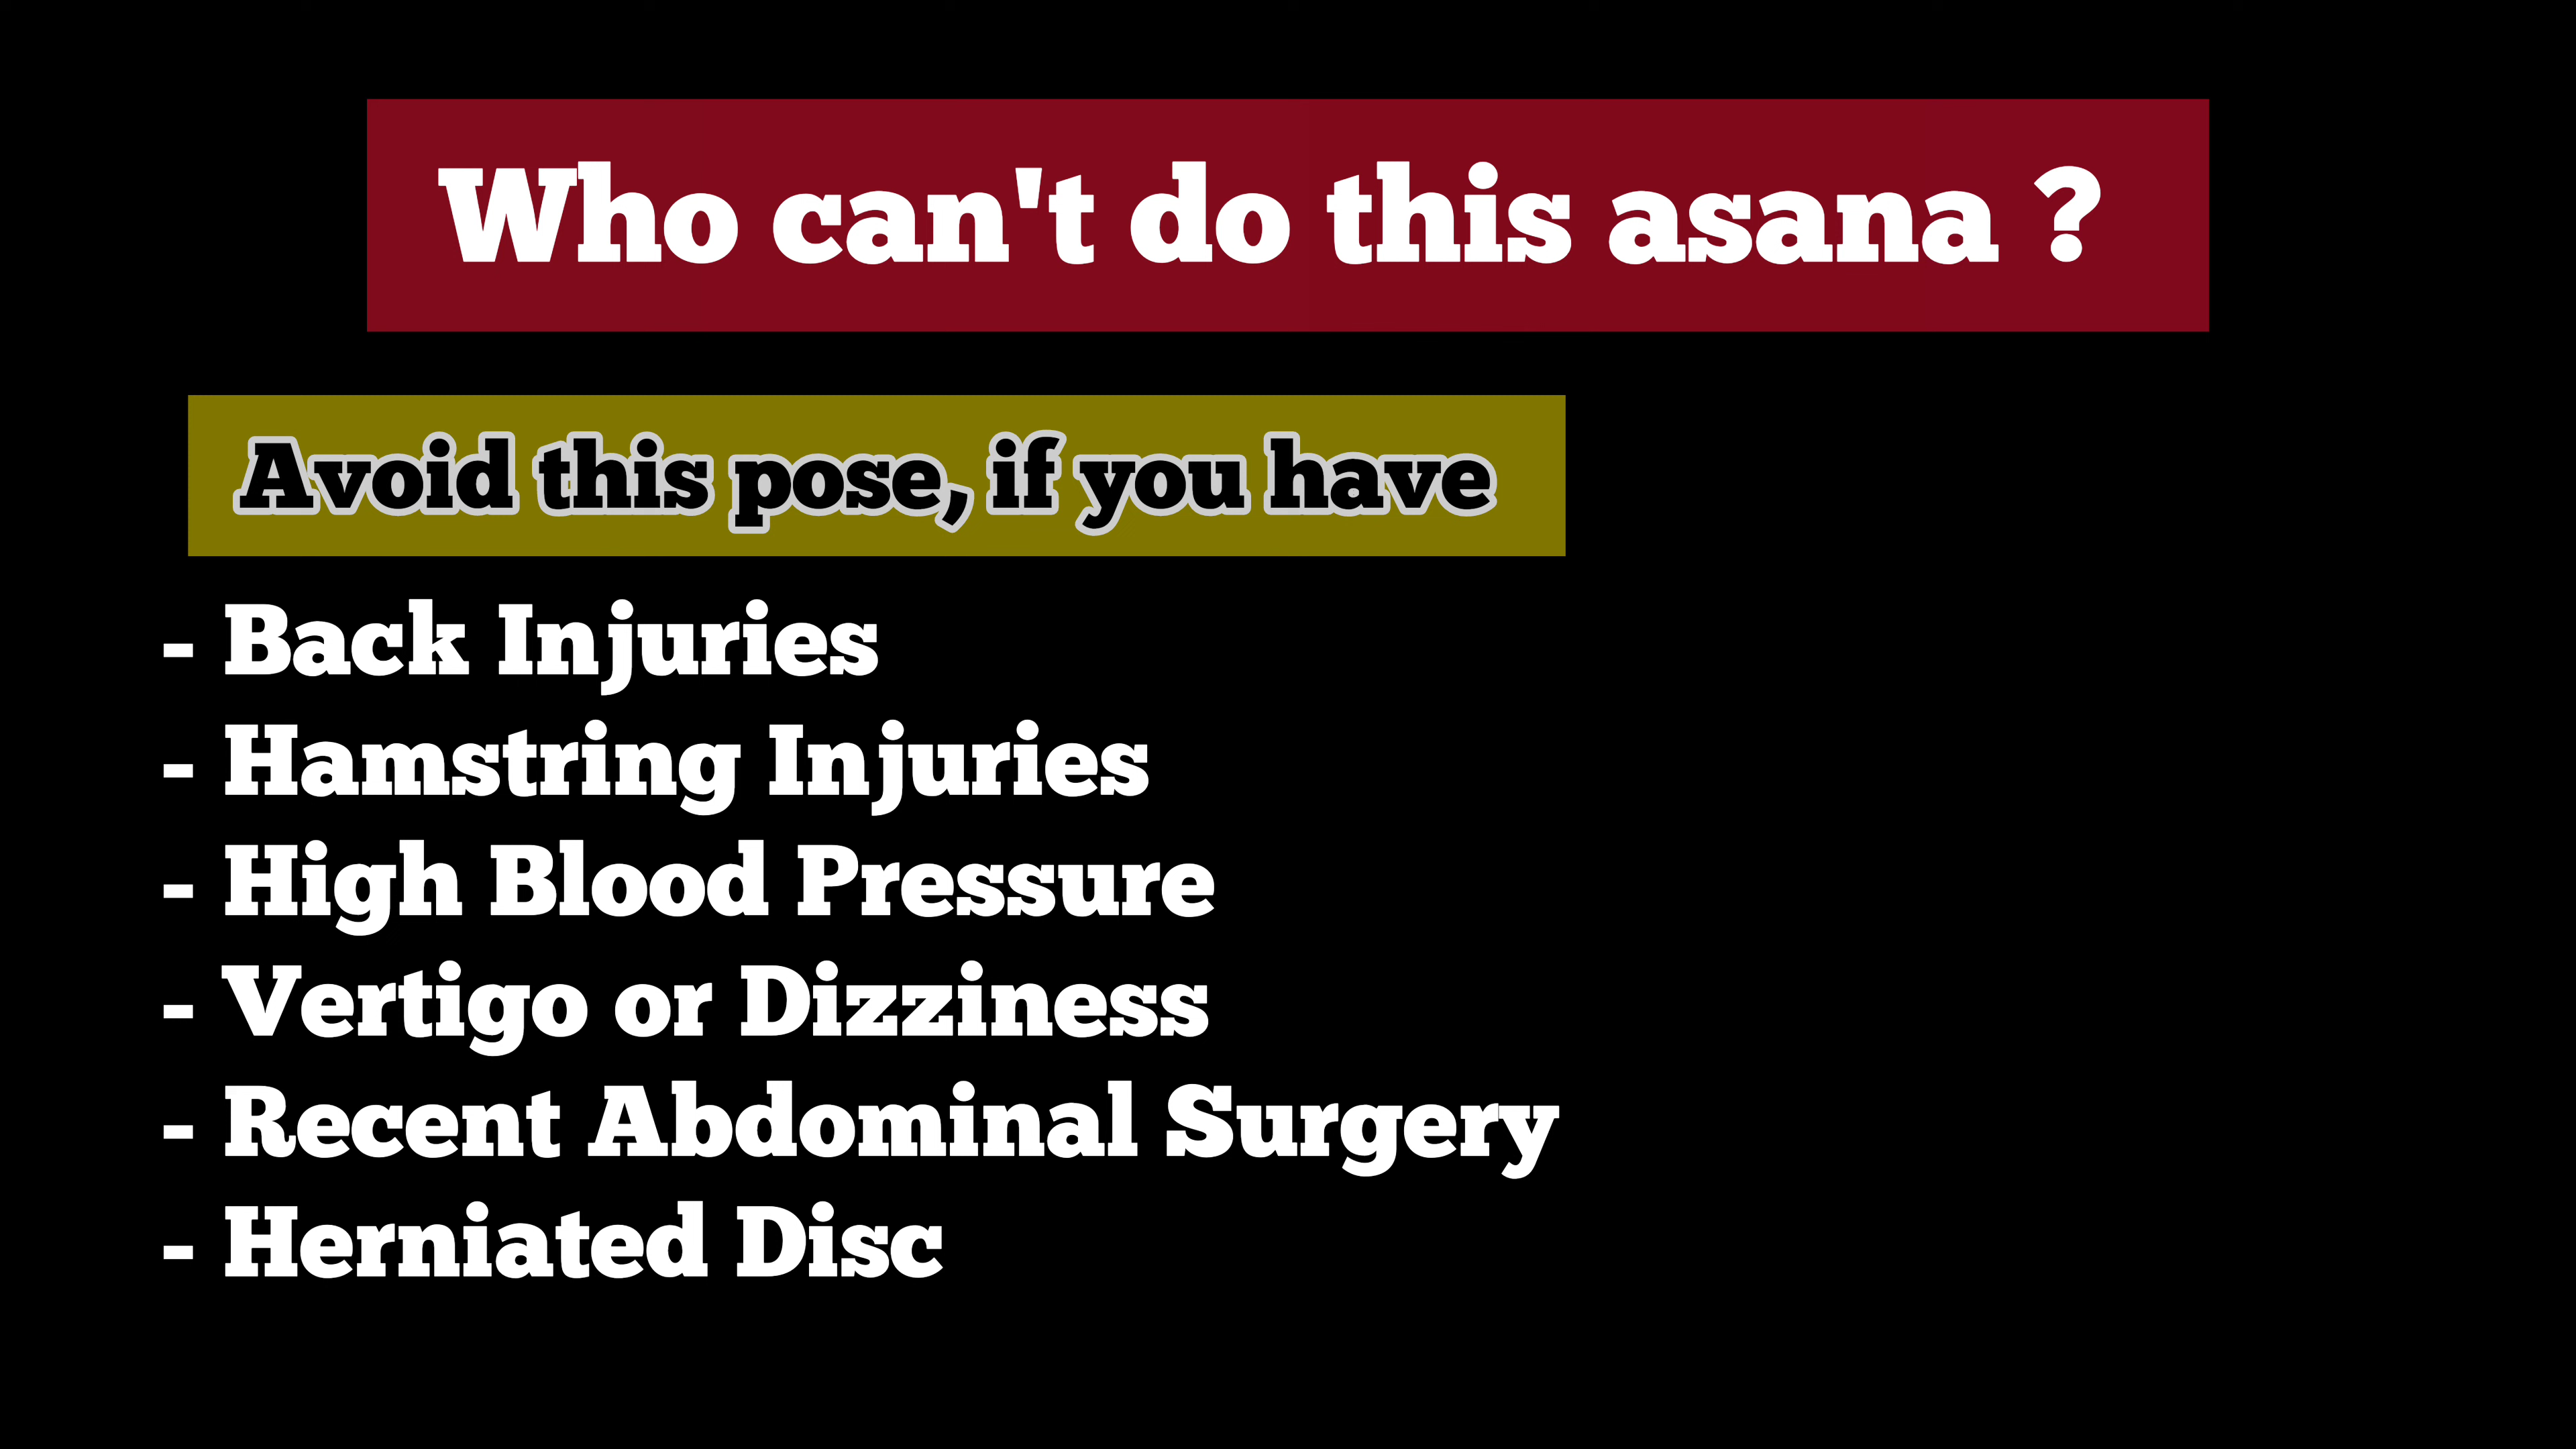 Who can't do this asana ?
Avoid this pose, if you have
- Back Injuries
- Hamstring Injuries
- High Blood Pressure
- Vertigo or Dizziness
- Recent Abdominal Surgery
- Herniated Disc